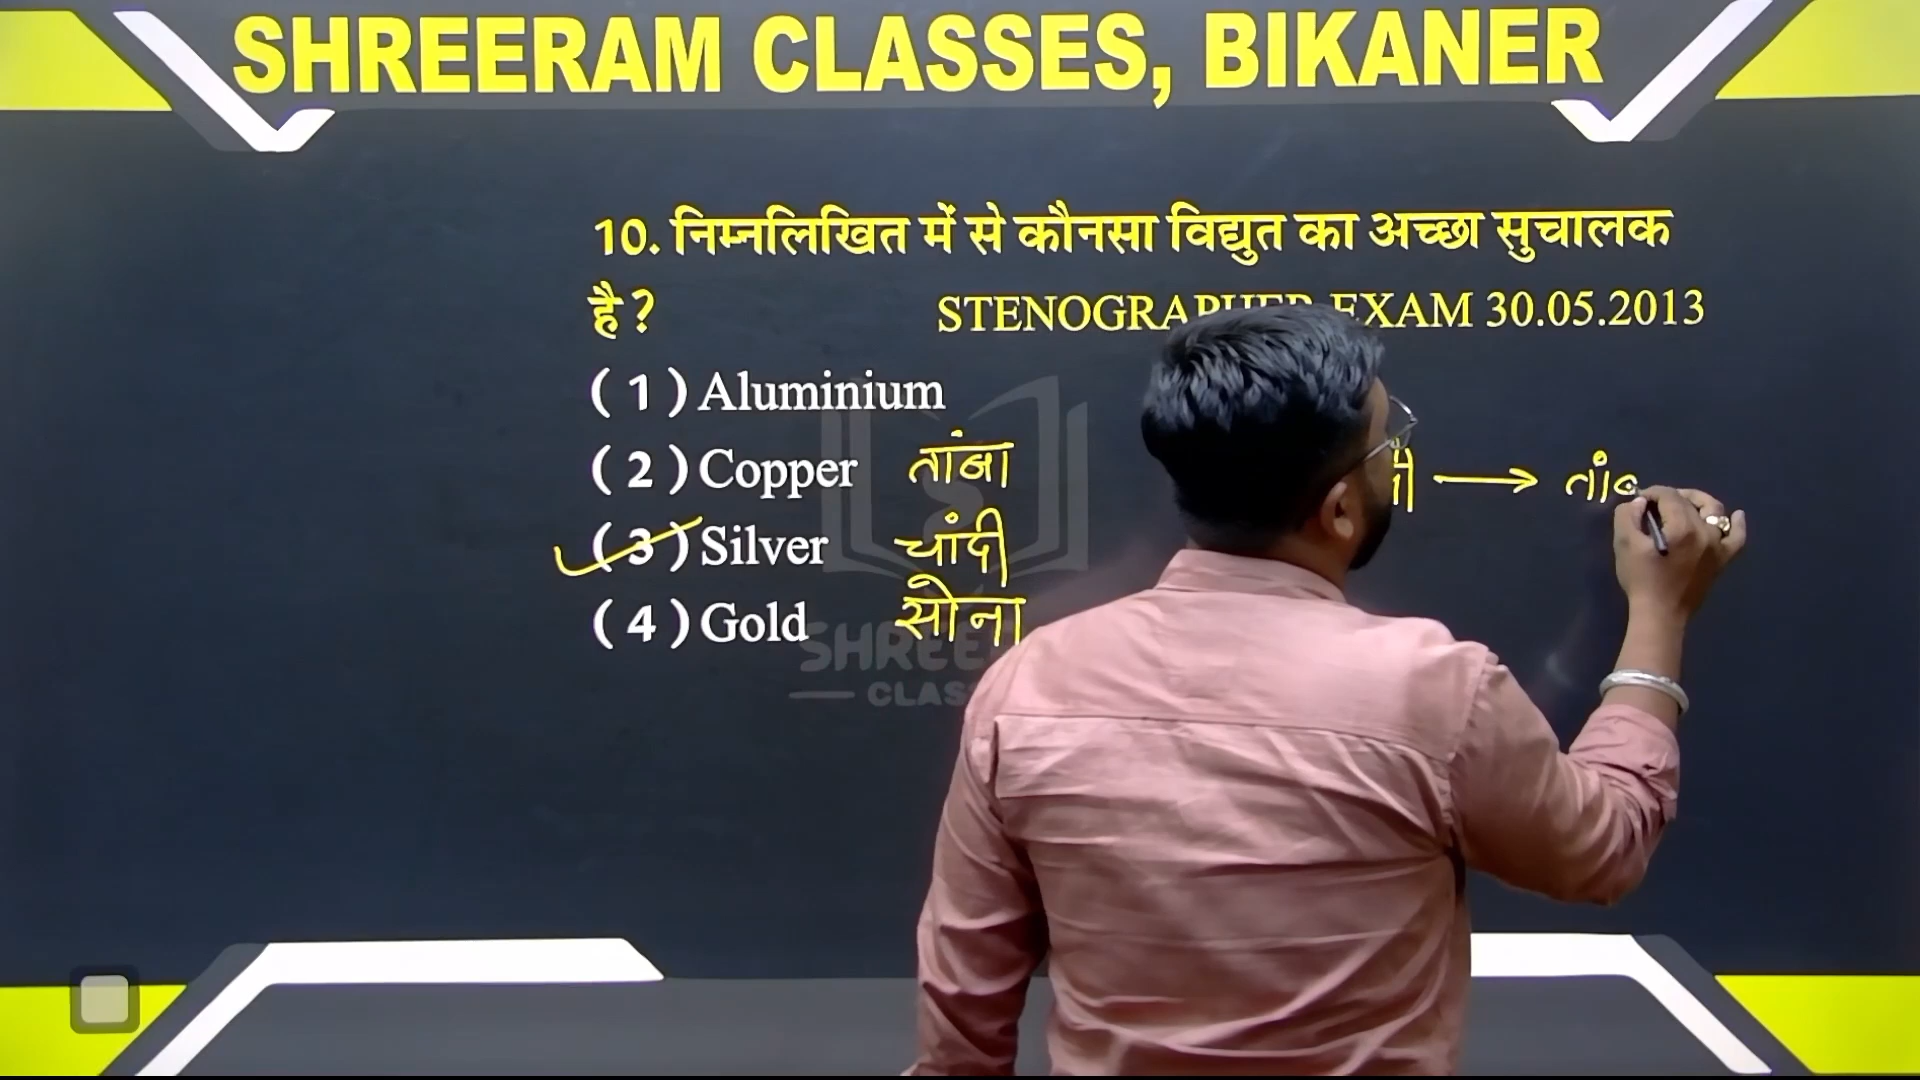 SHREERAM CLASSES, BIKANER
10. निम्नलिखित में से कौनसा विद्युत का अच्छा सुचालक
है ? STENOGRAPHER EXAM 30.05.2013
( 1 ) Aluminium
( 2 ) Copper तांबा → तांब
( 3 ) Silver चांदी
( 4 ) Gold सोना